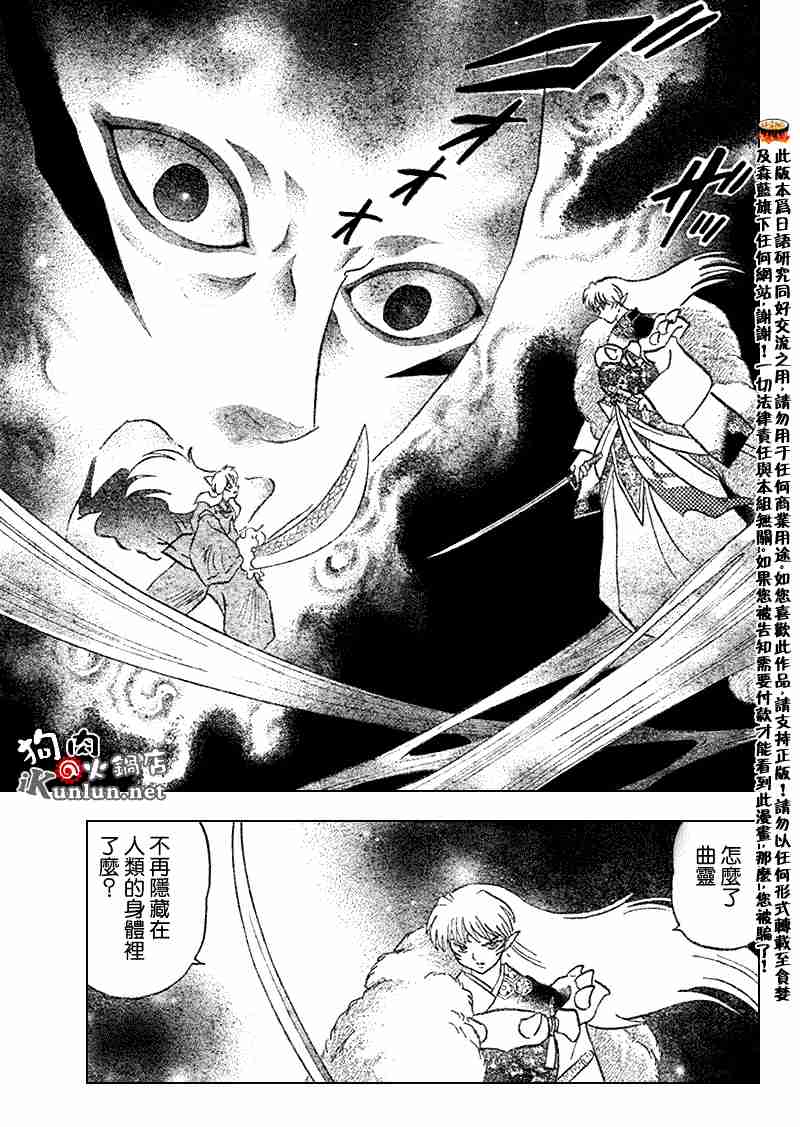 ゴゴゴゴ
此版本爲日語研究同好交流之用,請勿用于任何商業用途。如您喜歡此作品,請支持正版!請勿以任何形式轉載至貪婪
及森藍旗下任何網站,謝謝!一切法律責任與本組無關。如果您被告知需要付款才能看到此漫畫,那麼,您被騙了!
狗肉
火鍋店
iKunlun.net
怎麼了
曲靈
不再隱藏在
人類的身體裡
了麼?